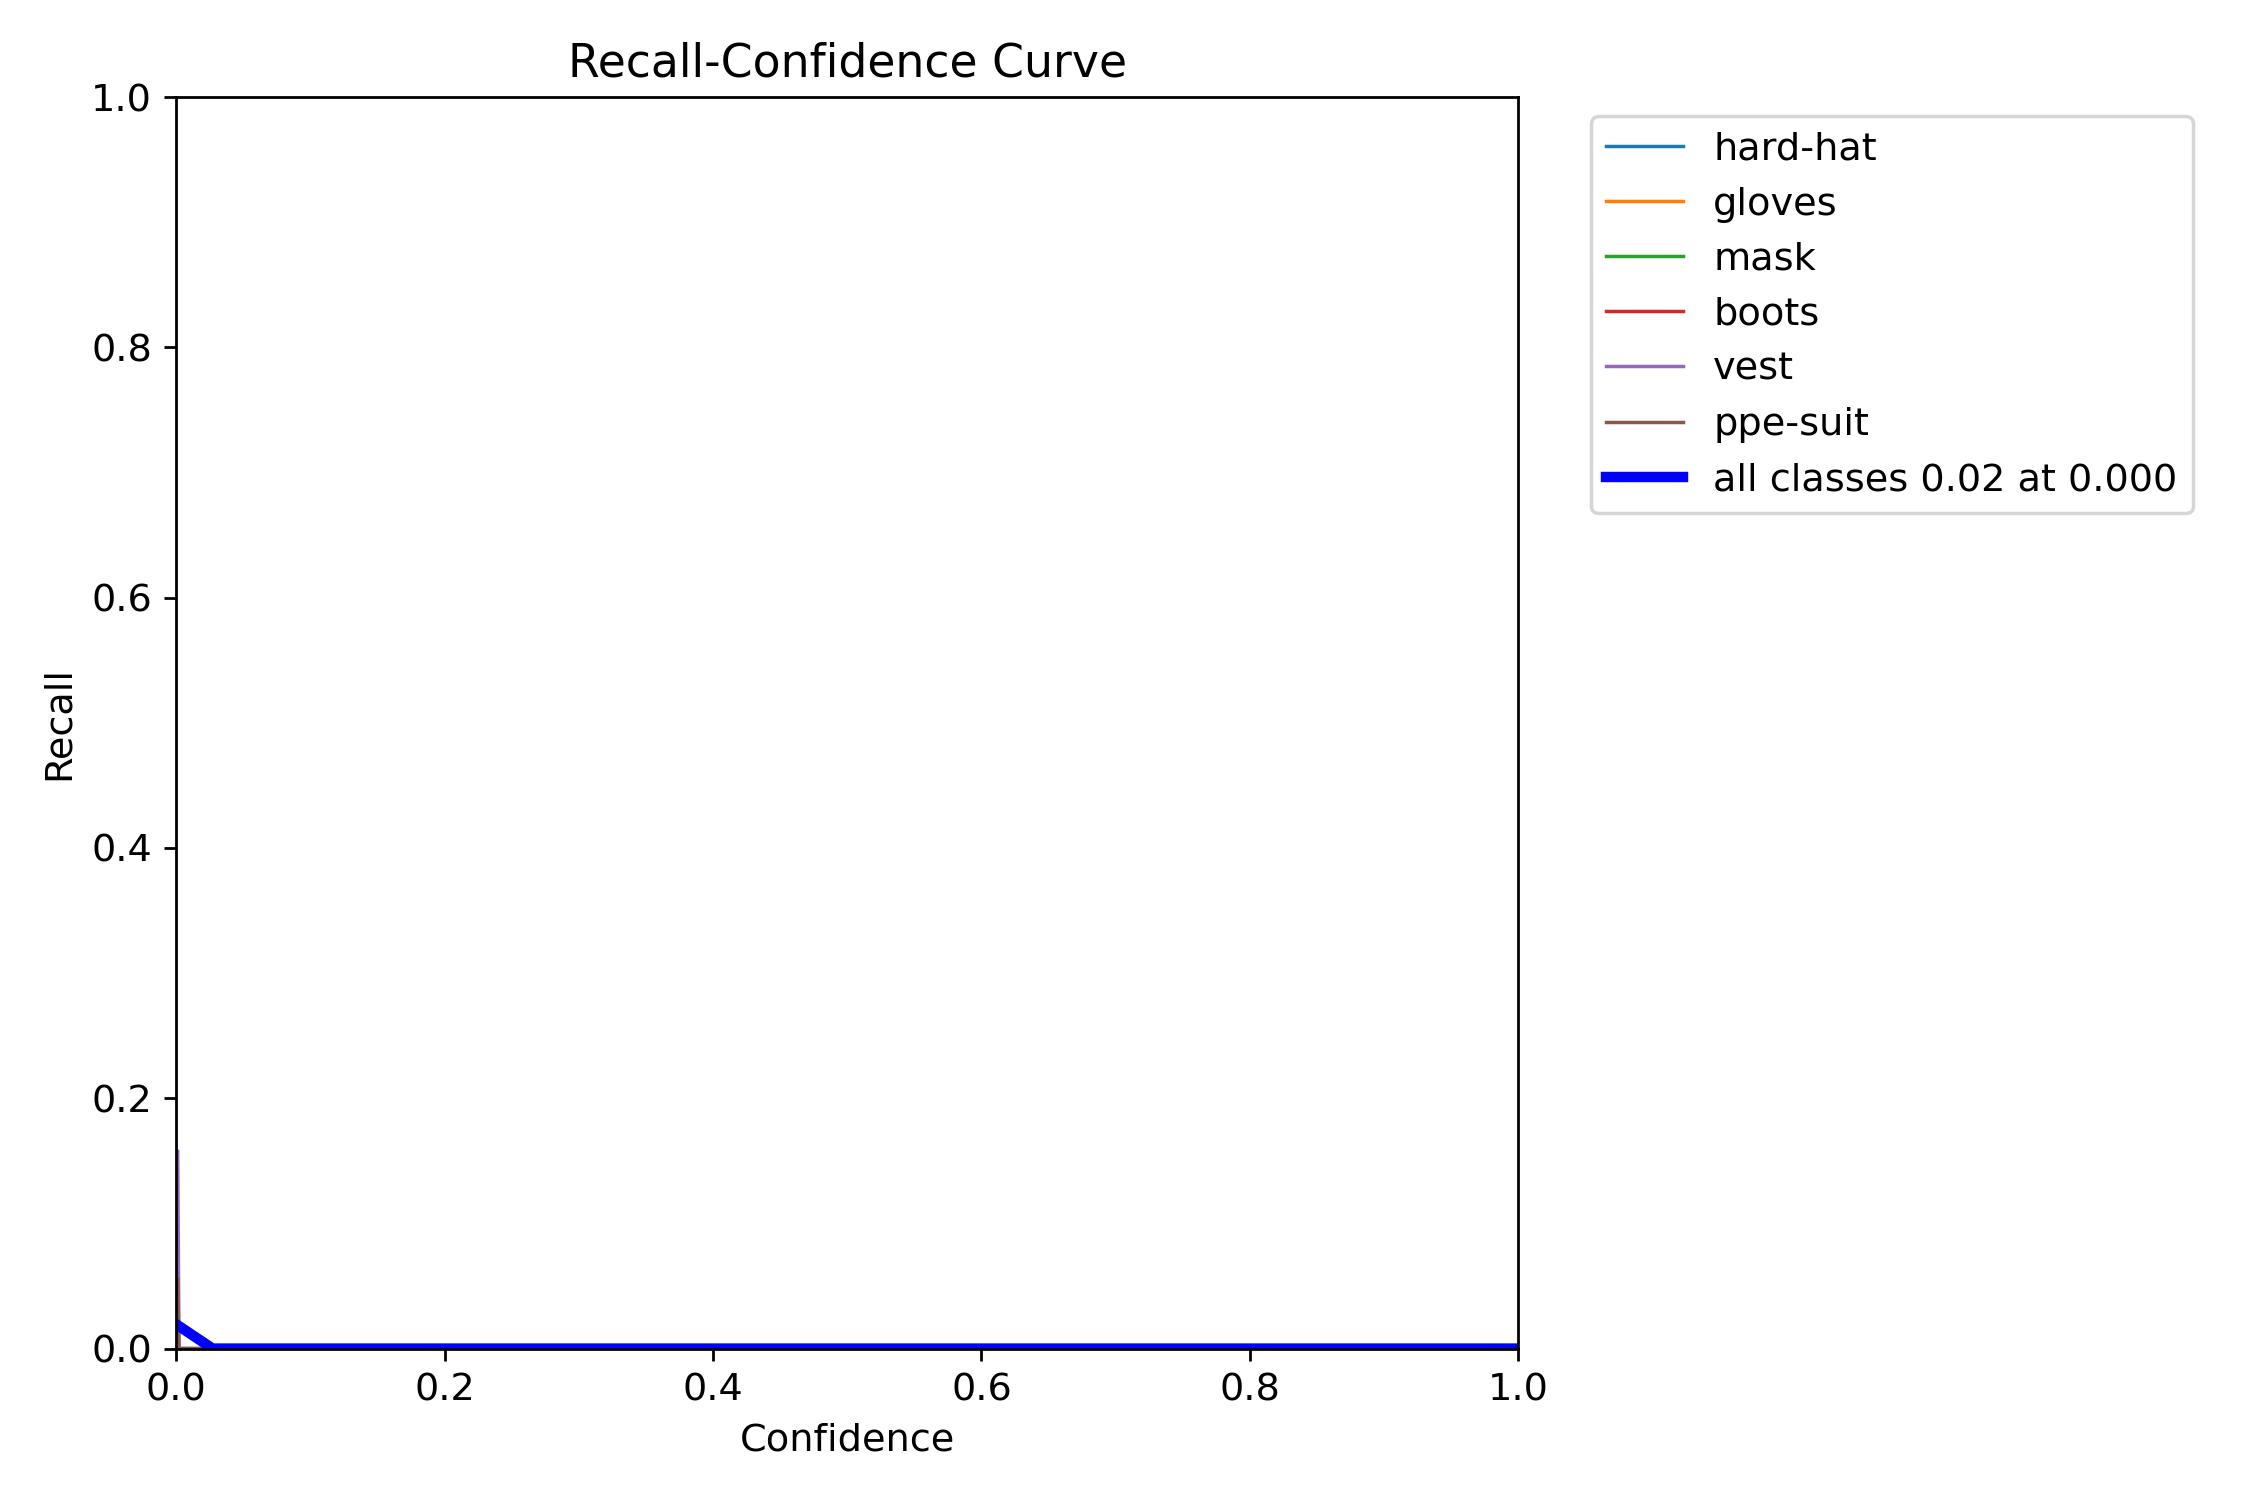 Recall-Confidence Curve
1.0
0.8
0.6
0.4
0.2
0.0
Recall
0.0 0.2 0.4 0.6 0.8 1.0
Confidence
hard-hat
gloves
mask
boots
vest
ppe-suit
all classes 0.02 at 0.000